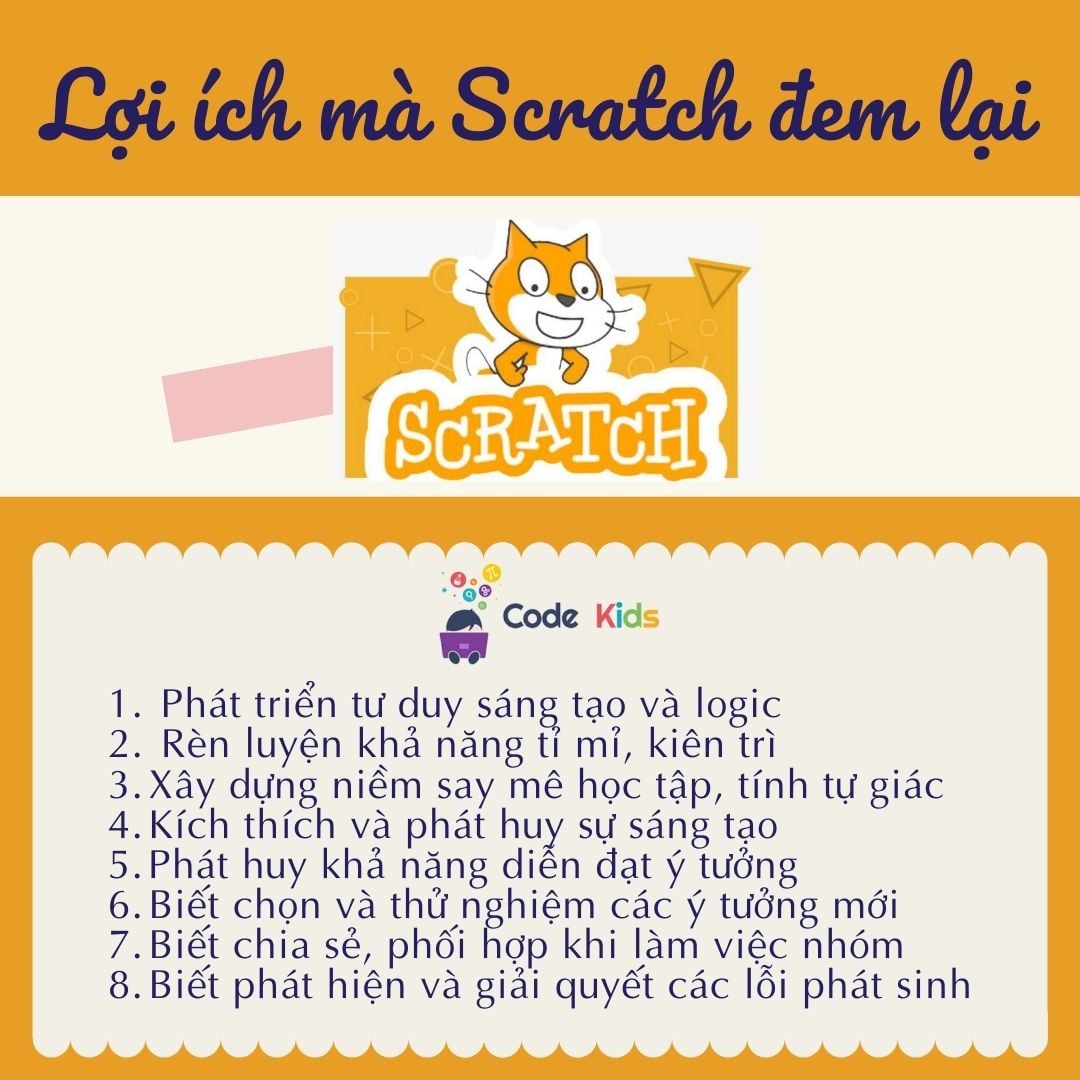 Lợi ích mà Scratch đem lại
SCRATCH
Code Kids
1. Phát triển tư duy sáng tạo và logic
2. Rèn luyện khả năng tỉ mỉ, kiên trì
3. Xây dựng niềm say mê học tập, tính tự giác
4. Kích thích và phát huy sự sáng tạo
5. Phát huy khả năng diễn đạt ý tưởng
6. Biết chọn và thử nghiệm các ý tưởng mới
7. Biết chia sẻ, phối hợp khi làm việc nhóm
8. Biết phát hiện và giải quyết các lỗi phát sinh